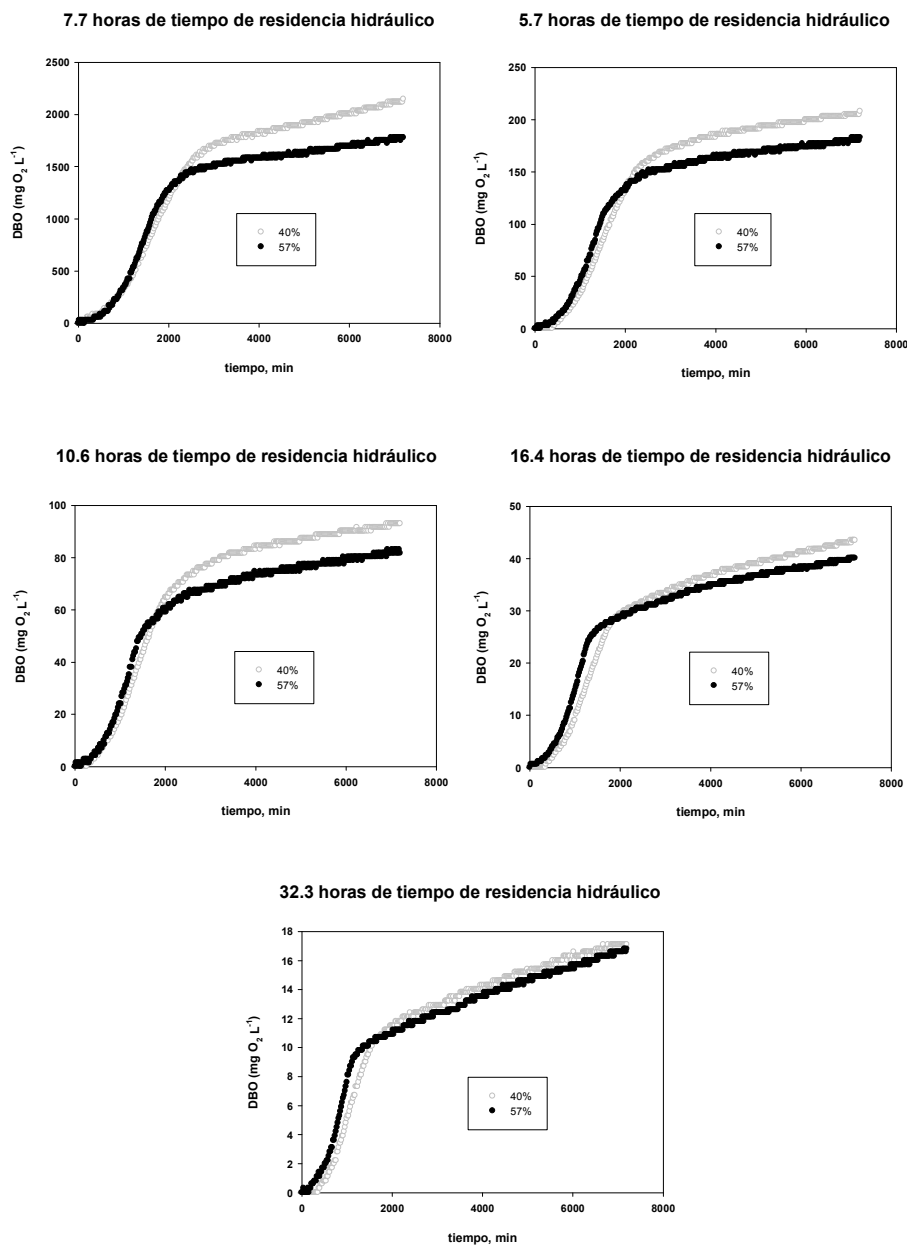 7.7 horas de tiempo de residencia hidráulico
DBO (mg O2 L-1)
2500
2000
1500
1000
500
0
0 2000 4000 6000 8000
tiempo, min
40%
57%
5.7 horas de tiempo de residencia hidráulico
DBO (mg O2 L-1)
250
200
150
100
50
0
0 2000 4000 6000 8000
tiempo, min
40%
57%
10.6 horas de tiempo de residencia hidráulico
DBO (mg O2 L-1)
100
80
60
40
20
0
0 2000 4000 6000 8000
tiempo, min
40%
57%
16.4 horas de tiempo de residencia hidráulico
DBO (mg O2 L-1)
50
40
30
20
10
0
0 2000 4000 6000 8000
tiempo, min
40%
57%
32.3 horas de tiempo de residencia hidráulico
DBO (mg O2 L-1)
18
16
14
12
10
8
6
4
2
0
0 2000 4000 6000 8000
tiempo, min
40%
57%